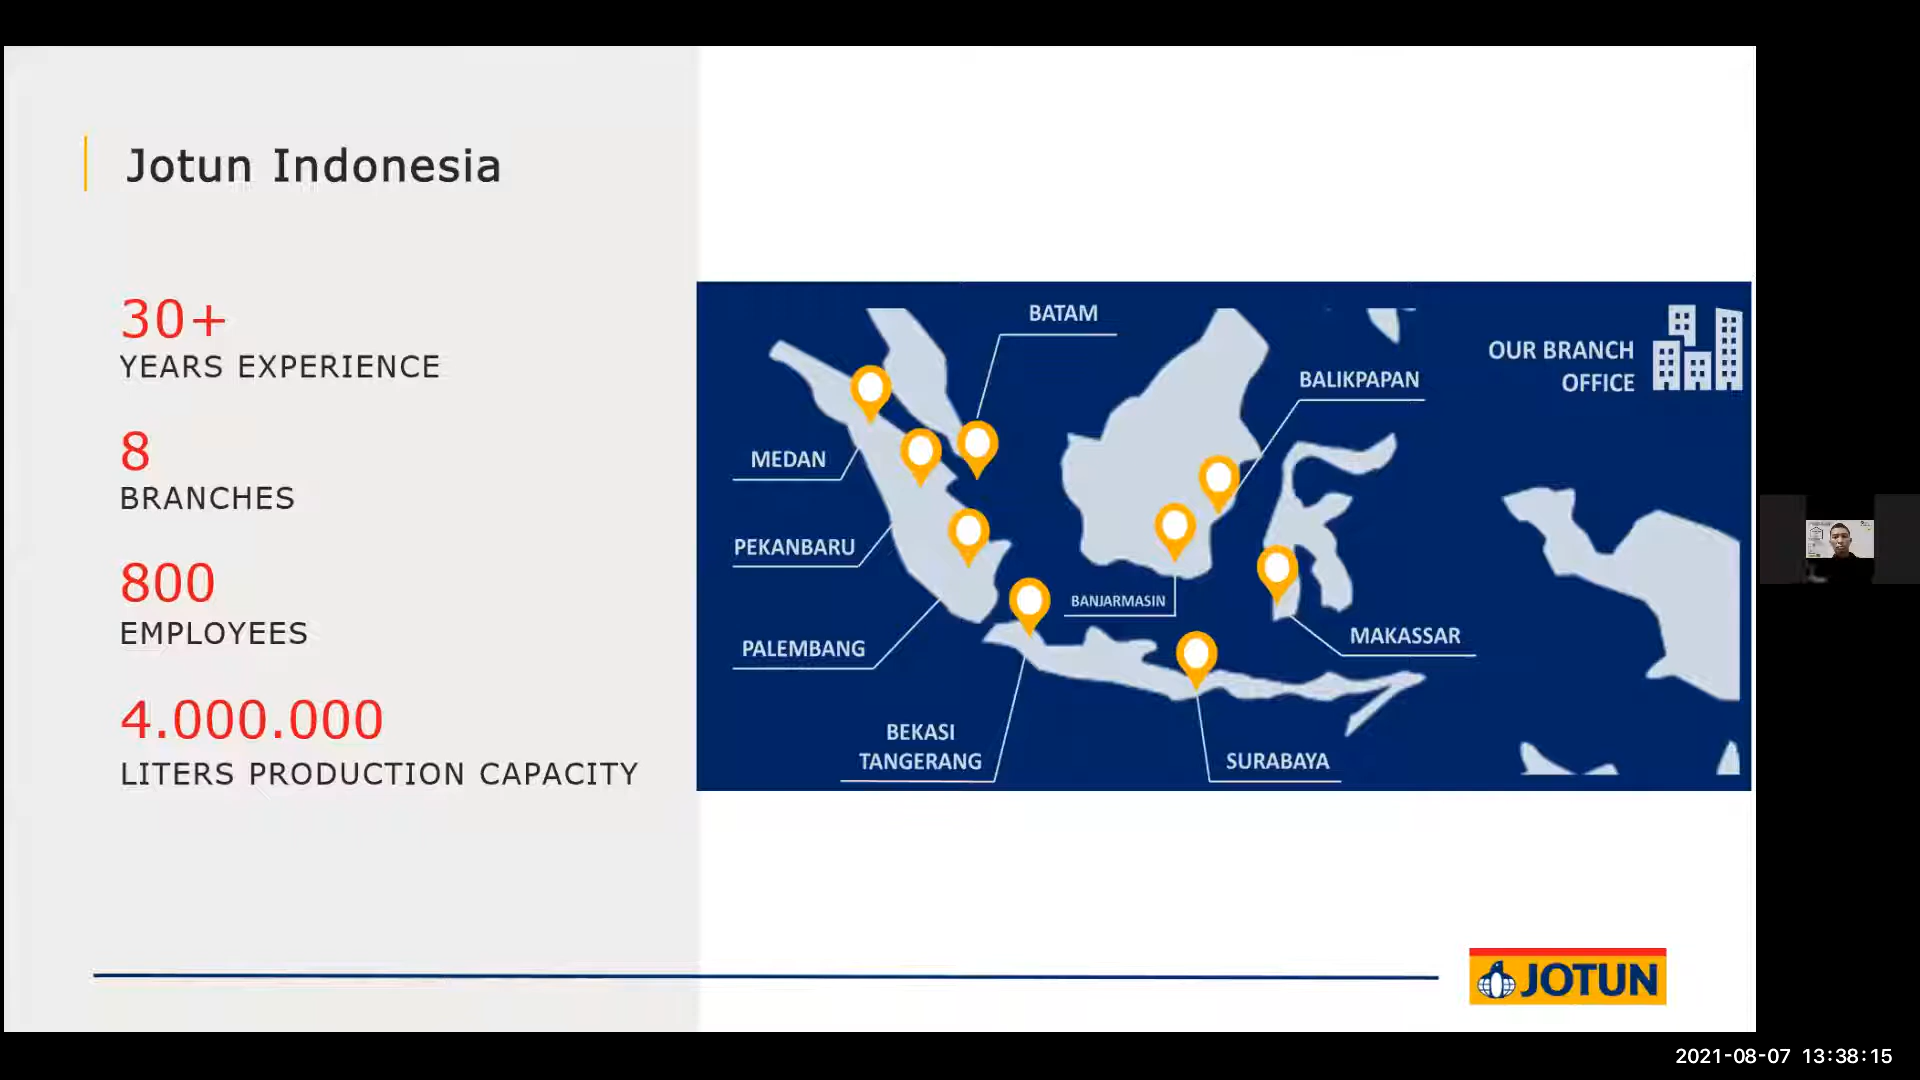 Jotun Indonesia
30+
YEARS EXPERIENCE
8
BRANCHES
800
EMPLOYEES
4.000.000
LITERS PRODUCTION CAPACITY
BATAM
OUR BRANCH
OFFICE
BALIKPAPAN
MEDAN
PEKANBARU
BANJARMASIN
MAKASSAR
PALEMBANG
BEKASI
TANGERANG
SURABAYA
JOTUN
2021-08-07 13:38:15